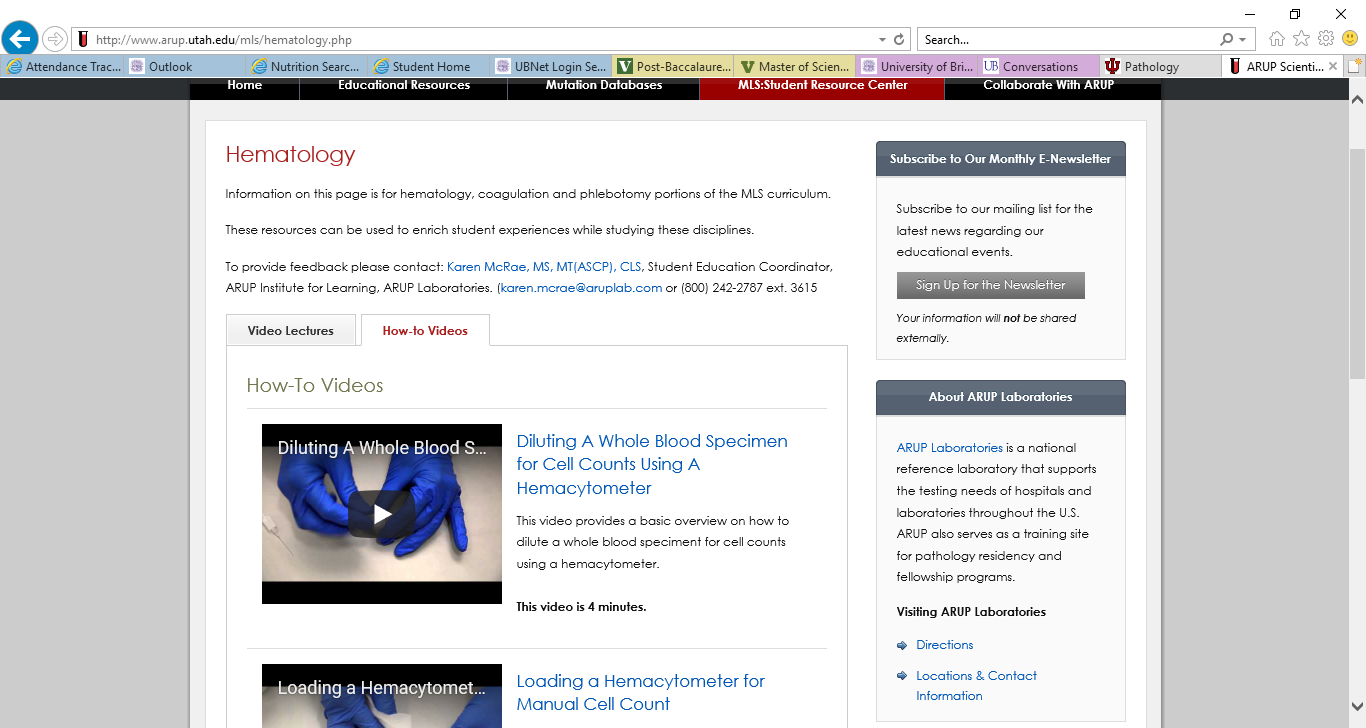 http://www.arup.utah.edu/mls/hematology.php
Search...
Attendance Trac...
Outlook
Nutrition Searc...
Student Home
UBNet Login Se...
Post-Baccalaure...
Master of Scien...
University of Bri...
UB Conversations
Pathology
ARUP Scienti...
Home
Educational Resources
Mutation Databases
MLS:Student Resource Center
Collaborate With ARUP
Hematology
Information on this page is for hematology, coagulation and phlebotomy portions of the MLS curriculum.
These resources can be used to enrich student experiences while studying these disciplines.
To provide feedback please contact: Karen McRae, MS, MT(ASCP), CLS, Student Education Coordinator,
ARUP Institute for Learning, ARUP Laboratories. (karen.mcrae@aruplab.com or (800) 242-2787 ext. 3615
Video Lectures
How-to Videos
How-To Videos
Diluting A Whole Blood S...
Diluting A Whole Blood Specimen
for Cell Counts Using A
Hemacytometer
This video provides a basic overview on how to
dilute a whole blood speciment for cell counts
using a hemacytometer.
This video is 4 minutes.
Loading a Hemacytomet...
Loading a Hemacytometer for
Manual Cell Count
Subscribe to Our Monthly E-Newsletter
Subscribe to our mailing list for the
latest news regarding our
educational events.
Sign Up for the Newsletter
Your information will not be shared
externally.
About ARUP Laboratories
ARUP Laboratories is a national
reference laboratory that supports
the testing needs of hospitals and
laboratories throughout the U.S.
ARUP also serves as a training site
for pathology residency and
fellowship programs.
Visiting ARUP Laboratories
Directions
Locations & Contact
Information